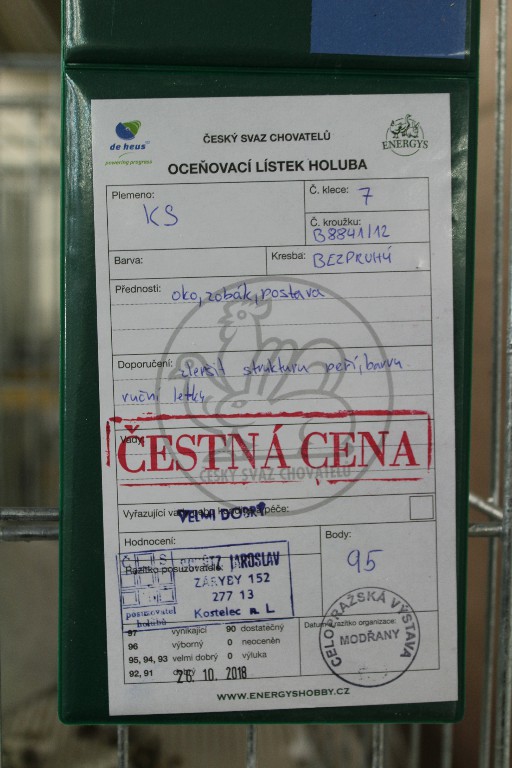 de heus
powering progress
ČESKÝ SVAZ CHOVATELŮ
ENERGYS
OCEŇOVACÍ LÍSTEK HOLUBA
Plemeno: KS
Č. klece: 7
Č. kroužku: B8841/12
Barva:
Kresba: BEZPRUHÝ
Přednosti: oko, zobák, postava
Doporučení: zlepšit strukturu peří, barva
ruční letky
Vady:
ČESTNÁ CENA
ČESKÝ SVAZ CHOVATELŮ
Vyřazující péče:
VELMI DOBRÝ
Hodnocení:
Body: 95
Razítko posuzovatele:
JAROSLAV
ZÁRYBY 152
277 13
Kostelec n. L
posuzovatel
holubů
97 vynikající 90 dostatečný
96 výborný 0 neoceněn
95, 94, 93 velmi dobrý 0 výluka
92, 91 dobrý
26. 10. 2018
Datum razítko organizace:
CELOPRAŽSKÁ VÝSTAVA
MODŘANY
WWW.ENERGYSHOBBY.CZ